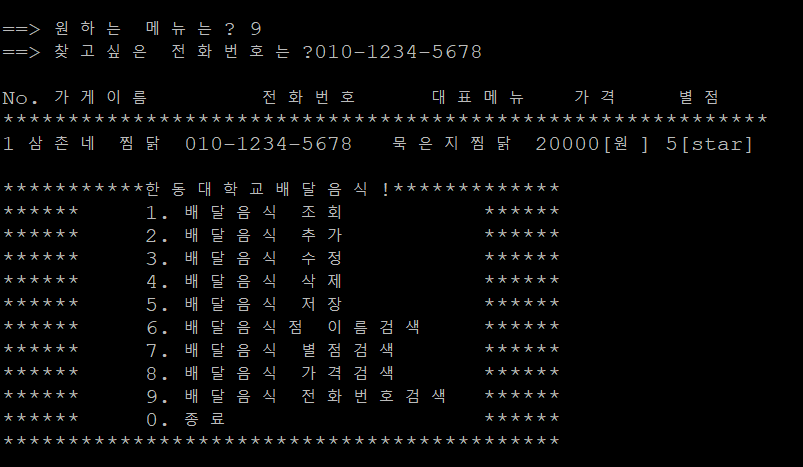 ==> 원하는 메뉴는? 9
==> 찾고싶은 전화번호는?010-1234-5678
No. 가게이름 전화번호 대표메뉴 가격 별점
***********************************************************
1 삼촌네 찜닭 010-1234-5678 묵은지찜닭 20000[원] 5[star]
***********한동대학교배달음식!*************
****** 1. 배달음식 조회 ******
****** 2. 배달음식 추가 ******
****** 3. 배달음식 수정 ******
****** 4. 배달음식 삭제 ******
****** 5. 배달음식 저장 ******
****** 6. 배달음식점 이름검색 ******
****** 7. 배달음식 별점검색 ******
****** 8. 배달음식 가격검색 ******
****** 9. 배달음식 전화번호검색 ******
****** 0. 종료 ******
*******************************************